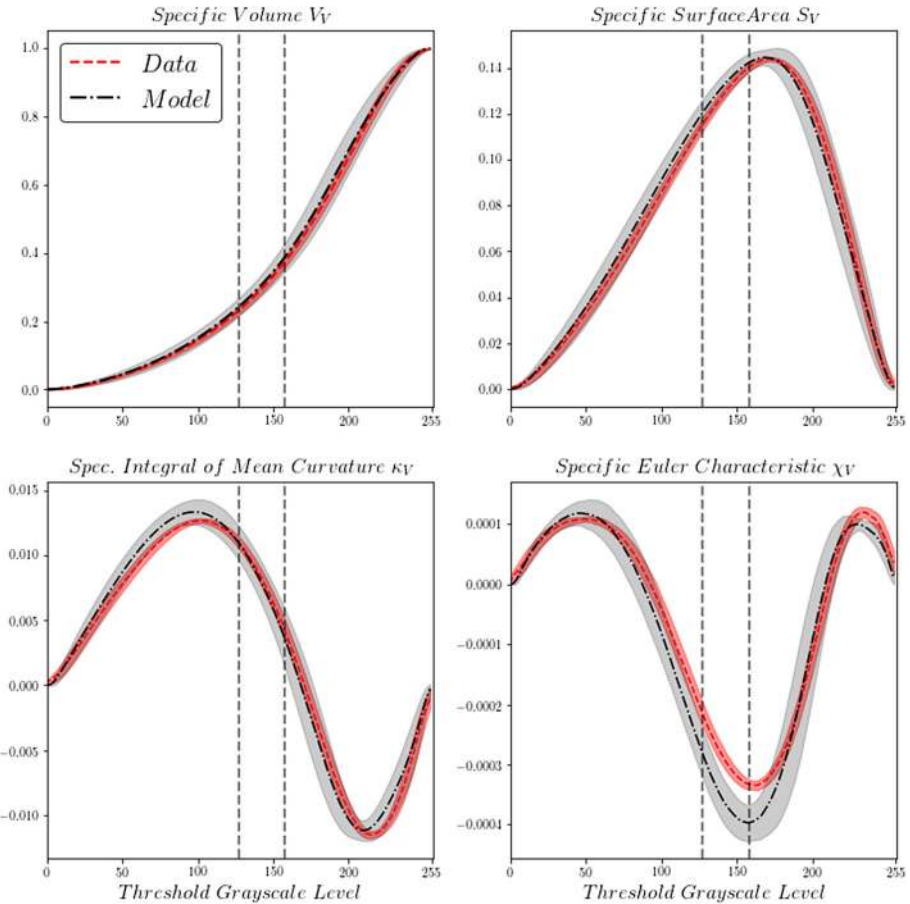 Specific Volume V_V
Specific SurfaceArea S_V
Data
Model
1.0
0.8
0.6
0.4
0.2
0.0
0 50 100 150 200 255
0.14
0.12
0.10
0.08
0.06
0.04
0.02
0.00
0 50 100 150 200 255
Spec. Integral of Mean Curvature κ_V
Specific Euler Characteristic χ_V
0.015
0.010
0.005
0.000
−0.005
−0.010
0 50 100 150 200 255
Threshold Grayscale Level
0.0001
0.0000
−0.0001
−0.0002
−0.0003
−0.0004
0 50 100 150 200 255
Threshold Grayscale Level